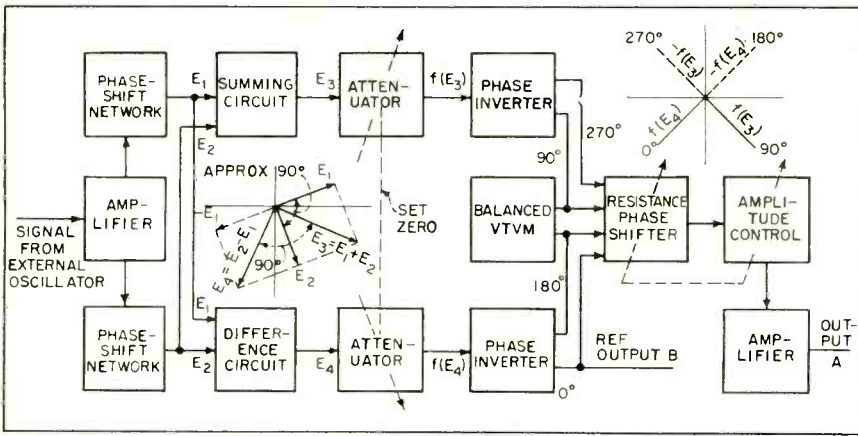 PHASE-
SHIFT
NETWORK
E1
SUMMING
CIRCUIT
E3
ATTEN-
UATOR
f(E3)
PHASE
INVERTER
270°
-f(E3)
-f(E4)
180°
0°
f(E4)
f(E3)
90°
E2
270°
90°
APPROX
90°
E1
AM-
PLIFIER
SIGNAL
FROM
EXTERNAL
OSCILLATOR
-E1
E4=E2-E1
90°
E3=E1+E2
E2
SET
ZERO
BALANCED
VTVM
RESISTANCE
PHASE
SHIFTER
AMPLI-
TUDE
CONTROL
180°
PHASE-
SHIFT
NETWORK
E1
E2
DIFFER-
ENCE
CIRCUIT
E4
ATTEN-
UATOR
f(E4)
PHASE
INVERTER
0°
REF
OUTPUT B
AMP-
LIFIER
OUT-
PUT
A